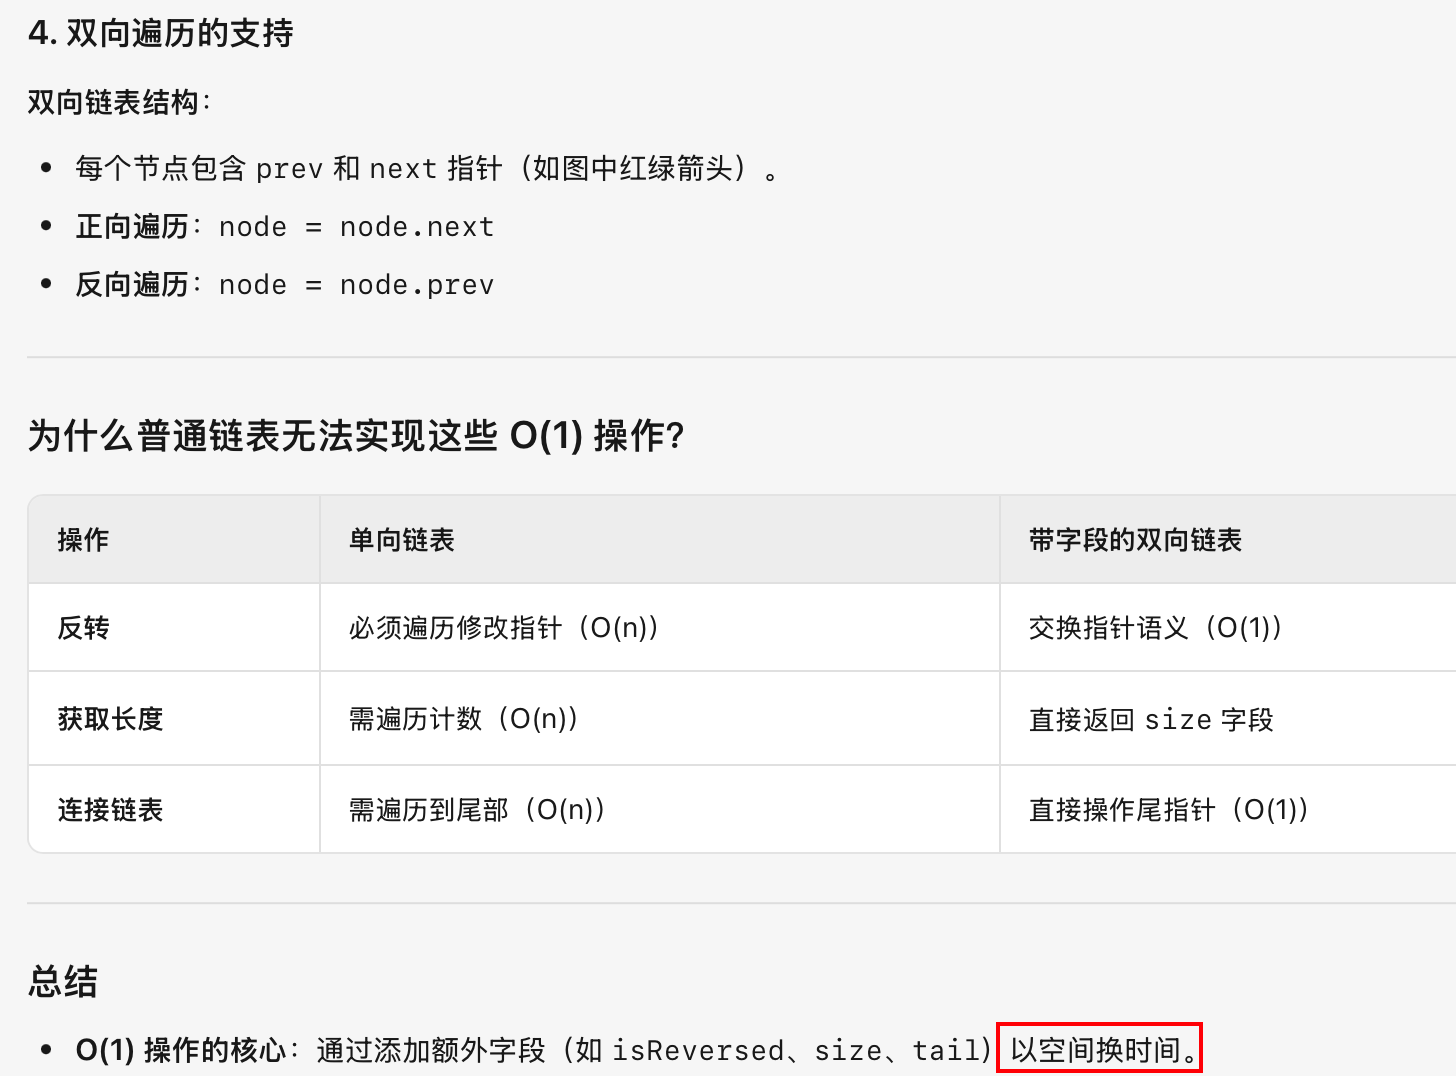 4. 双向遍历的支持
双向链表结构：
• 每个节点包含 prev 和 next 指针（如图中红绿箭头）。
• 正向遍历：node = node.next
• 反向遍历：node = node.prev
为什么普通链表无法实现这些 O(1) 操作？
操作 单向链表 带字段的双向链表
反转 必须遍历修改指针（O(n)） 交换指针语义（O(1)）
获取长度 需遍历计数（O(n)） 直接返回 size 字段
连接链表 需遍历到尾部（O(n)） 直接操作尾指针（O(1)）
总结
• O(1) 操作的核心：通过添加额外字段（如 isReversed、size、tail）以空间换时间。